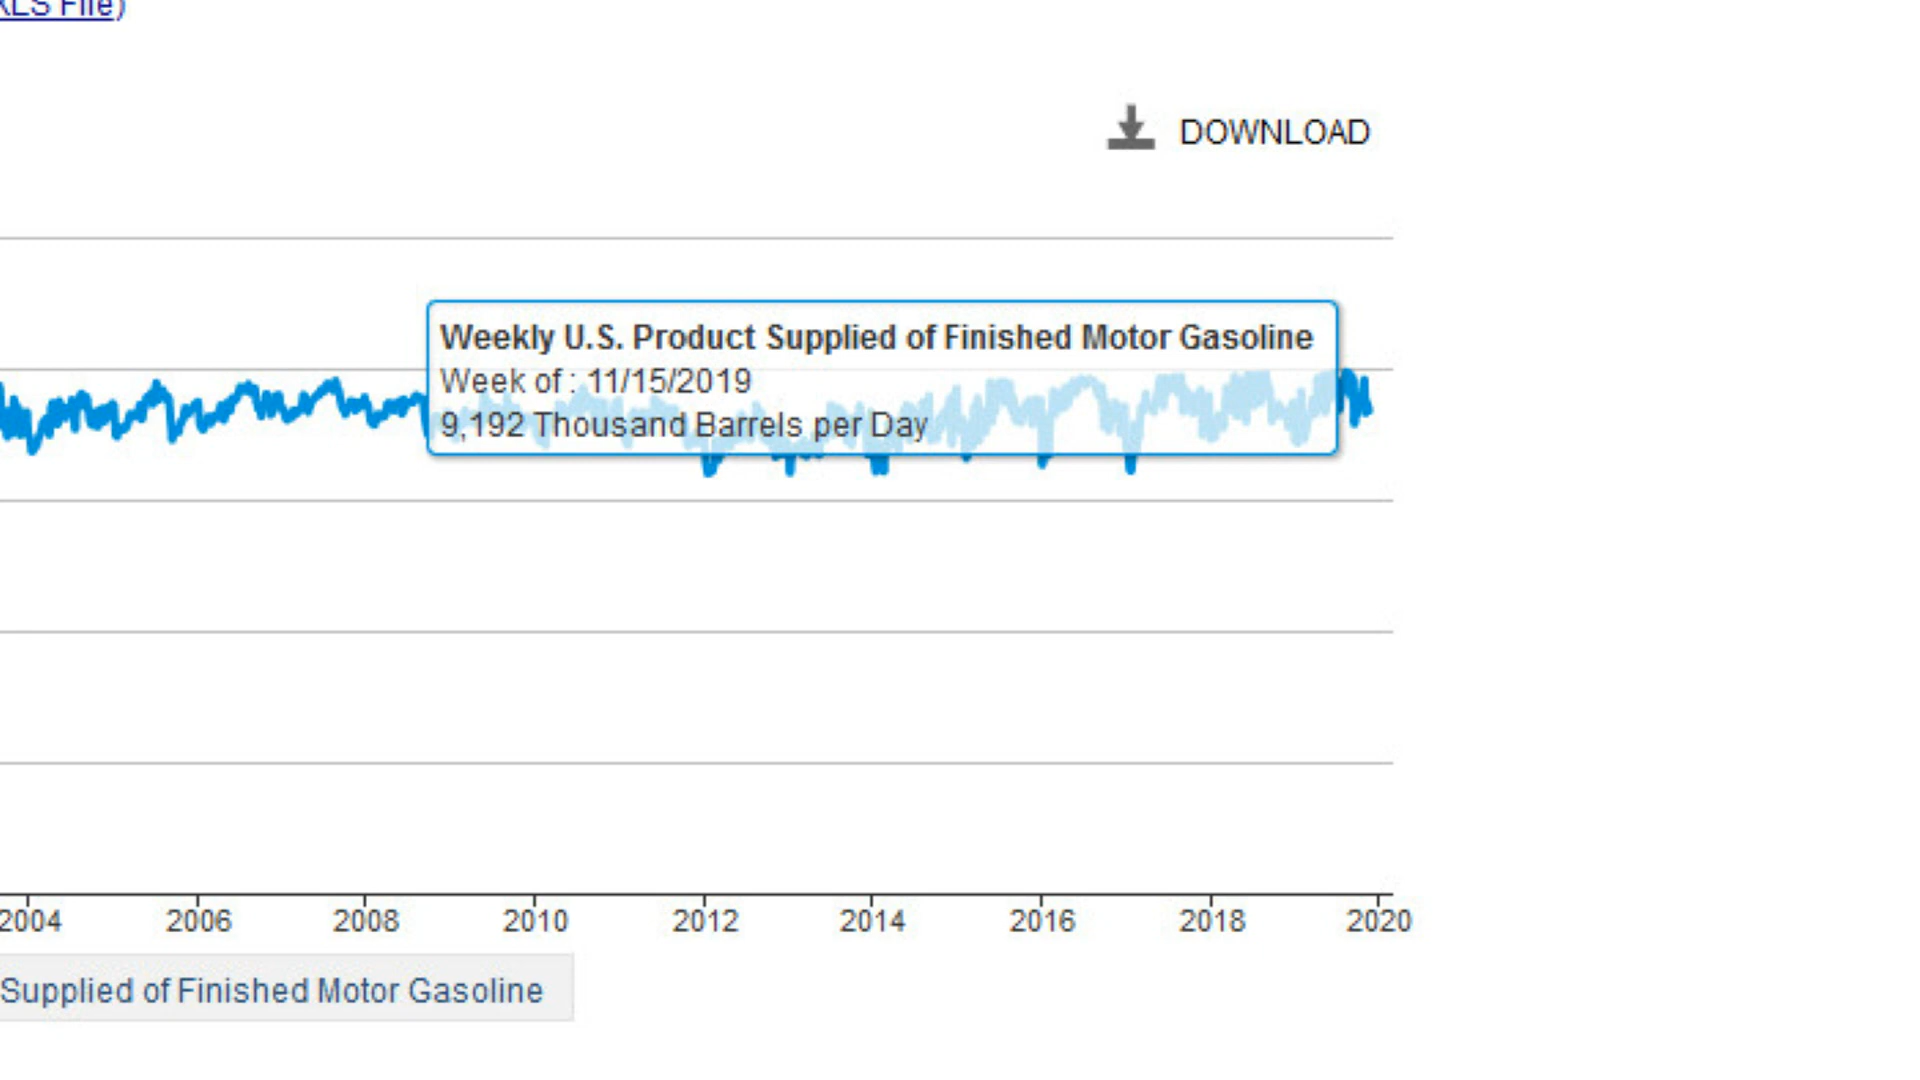 XLS File)
DOWNLOAD
Weekly U.S. Product Supplied of Finished Motor Gasoline
Week of : 11/15/2019
9,192 Thousand Barrels per Day
2004 2006 2008 2010 2012 2014 2016 2018 2020
Supplied of Finished Motor Gasoline